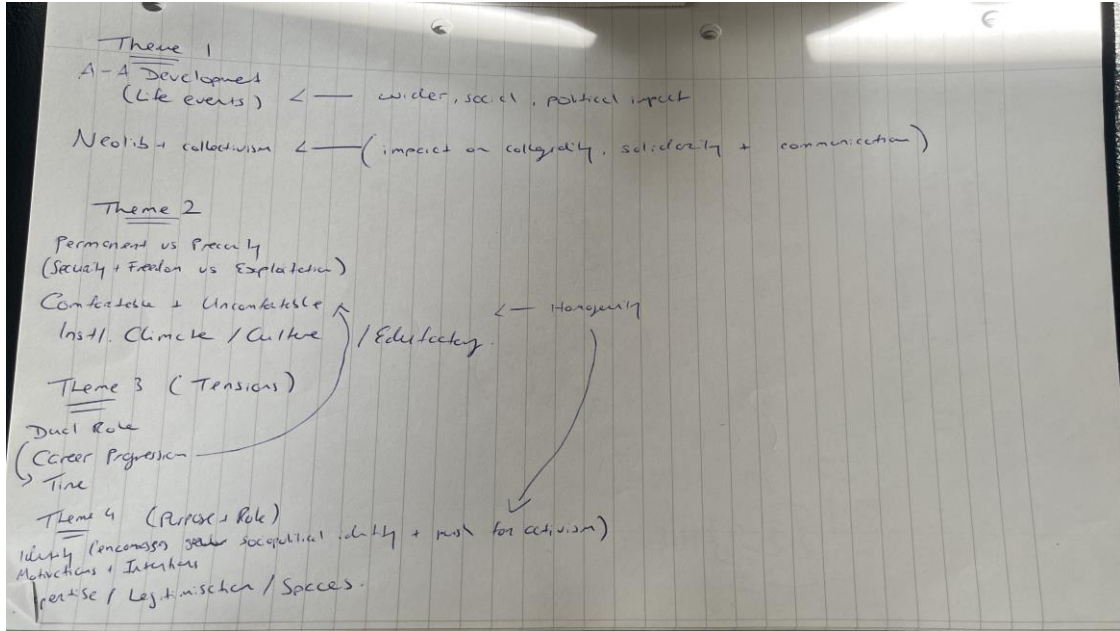 Theme 1
A-A Development
(Life events) <— wider, social, political impact
Neolib + collectivism <— (impact on collegiality, solidarity + communication)
Theme 2
Permanent vs Precarity
(Security + Freedom vs Exploitation)
Comfortable + Uncomfortable
<— Homogeneity
Instl. Climate / Culture / Edufactory.
Theme 3 (Tensions)
Dual Role
Career Progression
Time
Theme 4 (Purpose + Role)
Identity (encompasses sociopolitical identity + push for activism)
Motivations + Intentions
pertise / Legitimisation / Spaces.